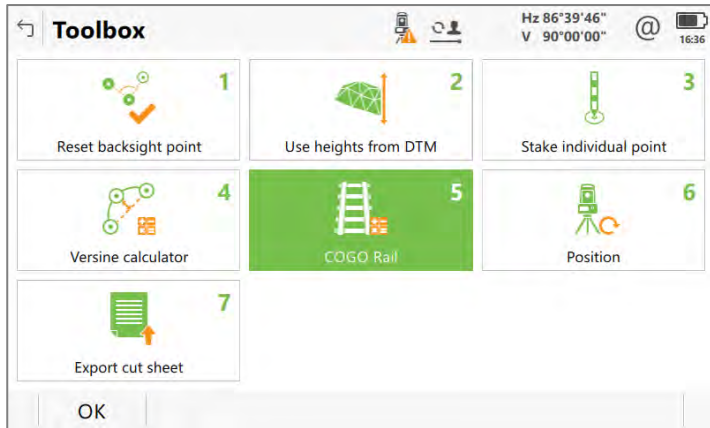 Toolbox
Hz 86°39'46"
V 90°00'00"
@
16:36
1
Reset backsight point
2
Use heights from DTM
3
Stake individual point
4
Versine calculator
5
COGO Rail
6
Position
7
Export cut sheet
OK